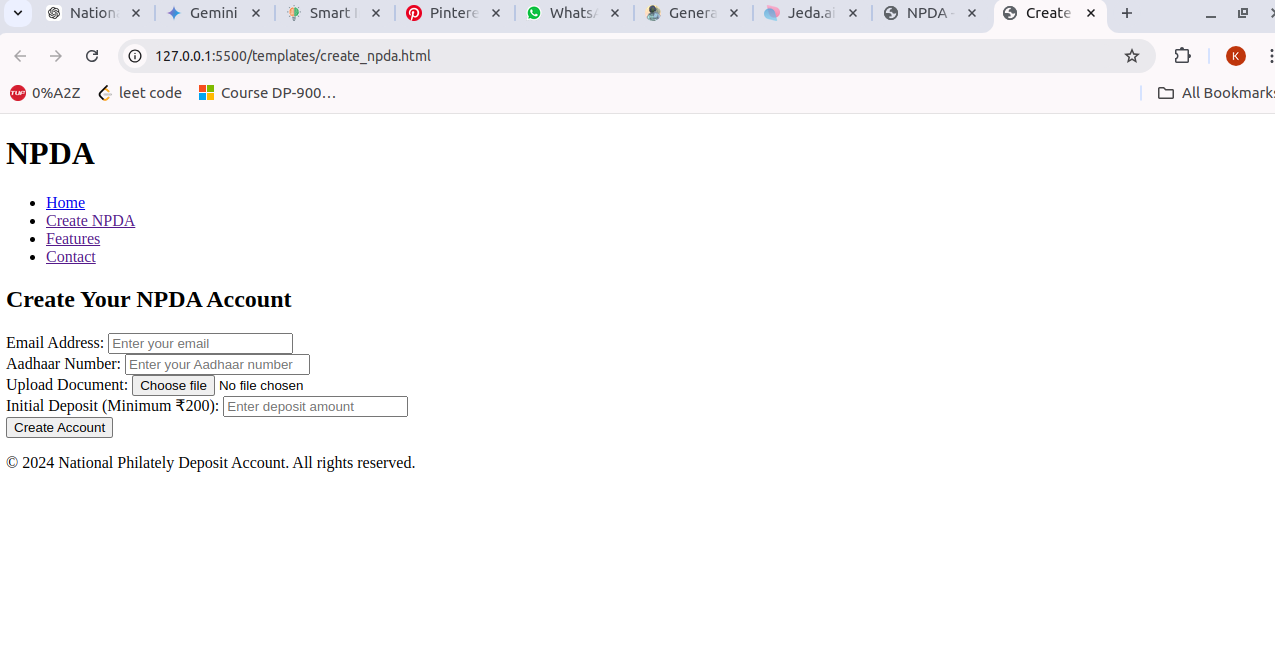 Nation
Gemini
Smart
Pintere
Whats
Genera
Jeda.ai
NPDA -
Create
127.0.0.1:5500/templates/create_npda.html
K
TUF 0%A2Z
leet code
Course DP-900...
All Bookmarks
NPDA
Home
Create NPDA
Features
Contact
Create Your NPDA Account
Email Address: Enter your email
Aadhaar Number: Enter your Aadhaar number
Upload Document: Choose file No file chosen
Initial Deposit (Minimum ₹200): Enter deposit amount
Create Account
© 2024 National Philately Deposit Account. All rights reserved.